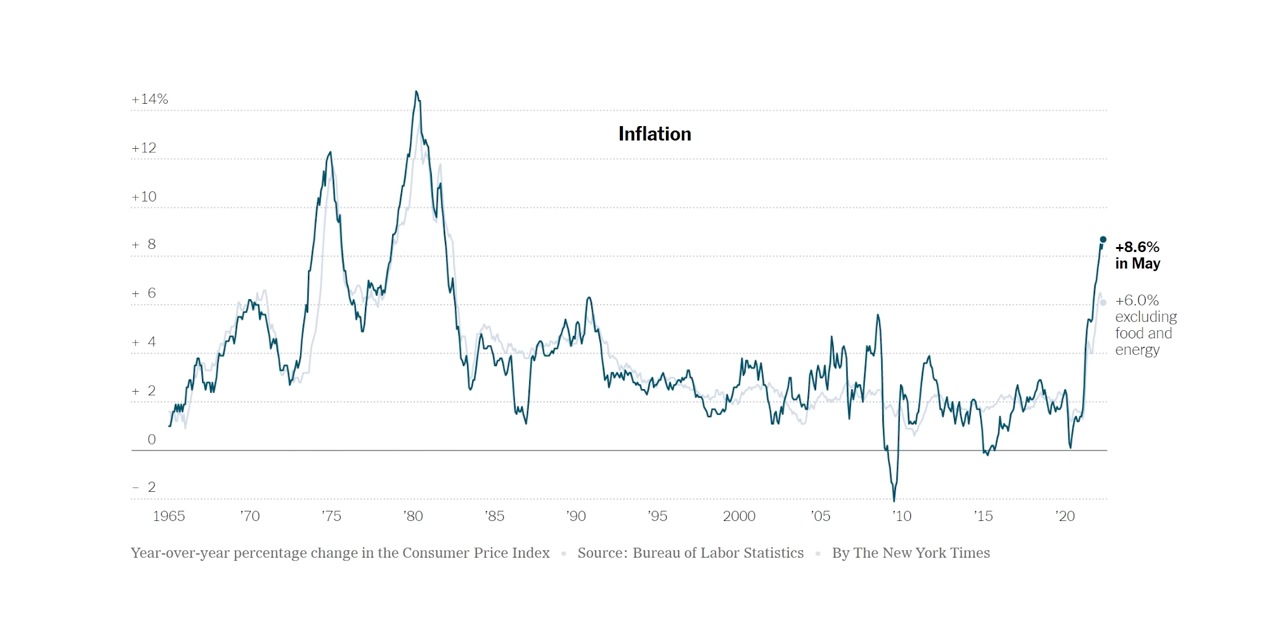 Inflation
+14%
+12
+10
+ 8
+ 6
+ 4
+ 2
0
– 2
+8.6%
in May
+6.0%
excluding
food and
energy
1965 '70 '75 '80 '85 '90 '95 2000 '05 '10 '15 '20
Year-over-year percentage change in the Consumer Price Index • Source: Bureau of Labor Statistics • By The New York Times